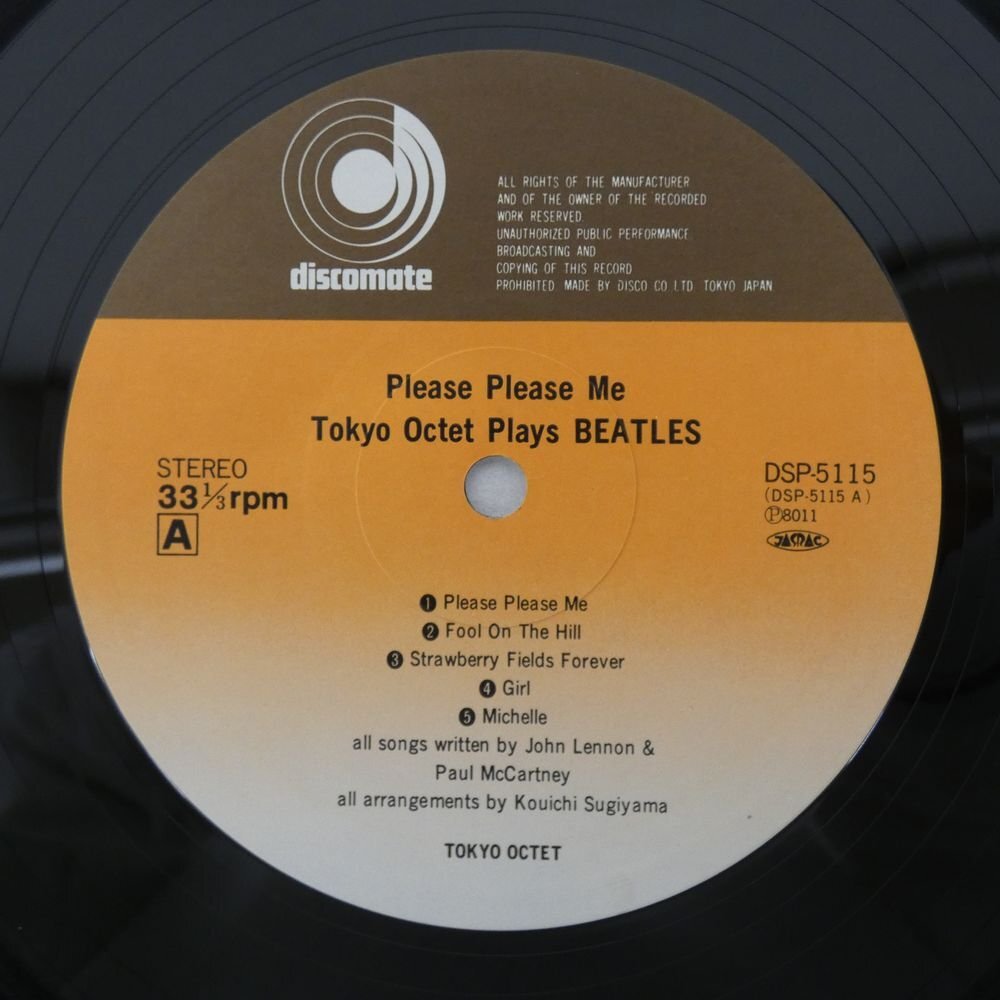 discomate
ALL RIGHTS OF THE MANUFACTURER
AND OF THE OWNER OF THE RECORDED
WORK RESERVED.
UNAUTHORIZED PUBLIC PERFORMANCE
BROADCASTING AND
COPYING OF THIS RECORD
PROHIBITED MADE BY DISCO CO LTD TOKYO JAPAN
Please Please Me
Tokyo Octet Plays BEATLES
STEREO
33⅓rpm
A
DSP-5115
(DSP-5115 A)
Ⓟ8011
JASRAC
❶ Please Please Me
❷ Fool On The Hill
❸ Strawberry Fields Forever
❹ Girl
❺ Michelle
all songs written by John Lennon &
Paul McCartney
all arrangements by Kouichi Sugiyama
TOKYO OCTET